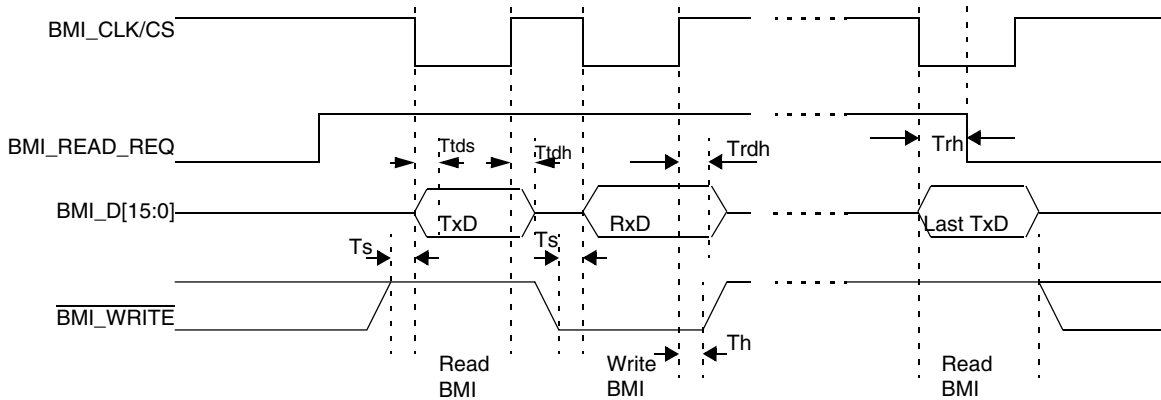 BMI_CLK/CS
BMI_READ_REQ
Ttds
Ttdh
Trdh
Trh
BMI_D[15:0]
TxD
RxD
Last TxD
Ts
Ts
BMI_WRITE
Th
Read
BMI
Write
BMI
Read
BMI